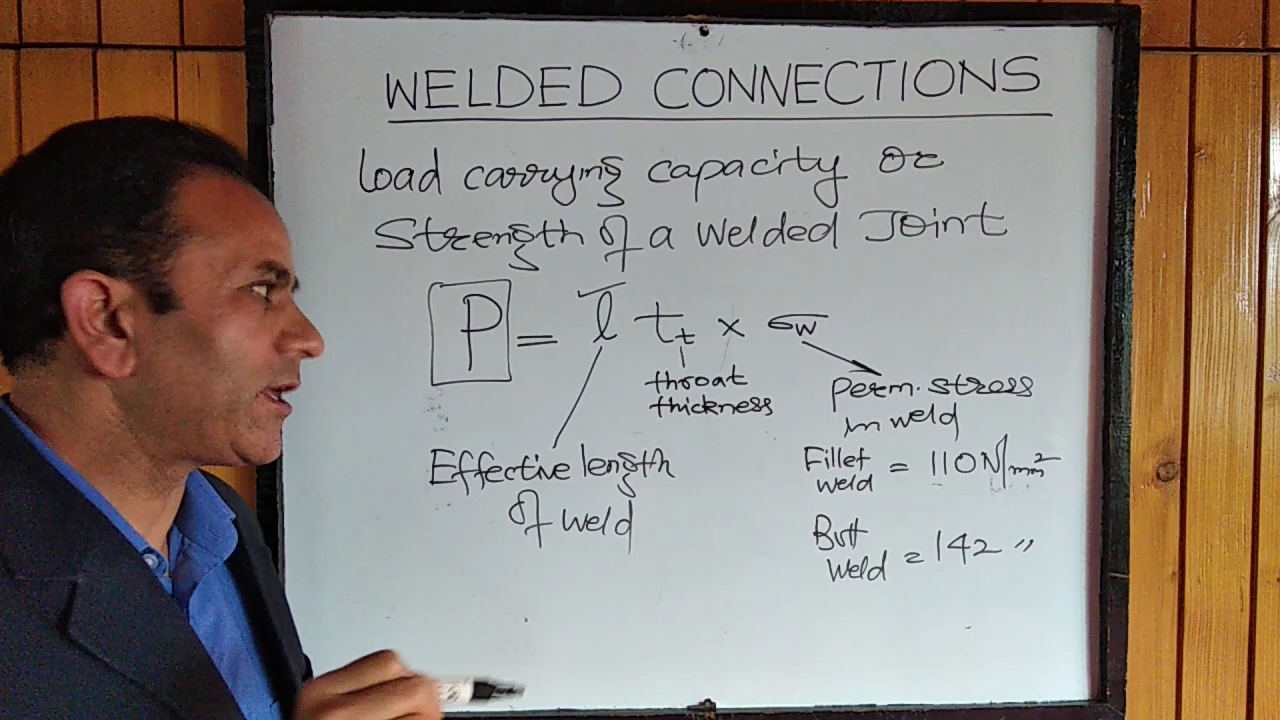 WELDED CONNECTIONS
Load carrying capacity or
Strength of a welded Joint
P = l tt × σw
throat
thickness
Perm. stress
in weld
Effective length
of weld
Fillet
weld = 110 N/mm²
Butt
weld = 142 〃